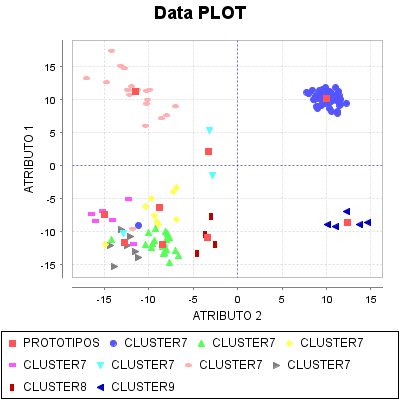 Data PLOT
ATRIBUTO 1
15
10
5
0
-5
-10
-15
-15 -10 -5 0 5 10 15
ATRIBUTO 2
PROTOTIPOS CLUSTER7 CLUSTER7 CLUSTER7
CLUSTER7 CLUSTER7 CLUSTER7 CLUSTER7
CLUSTER8 CLUSTER9